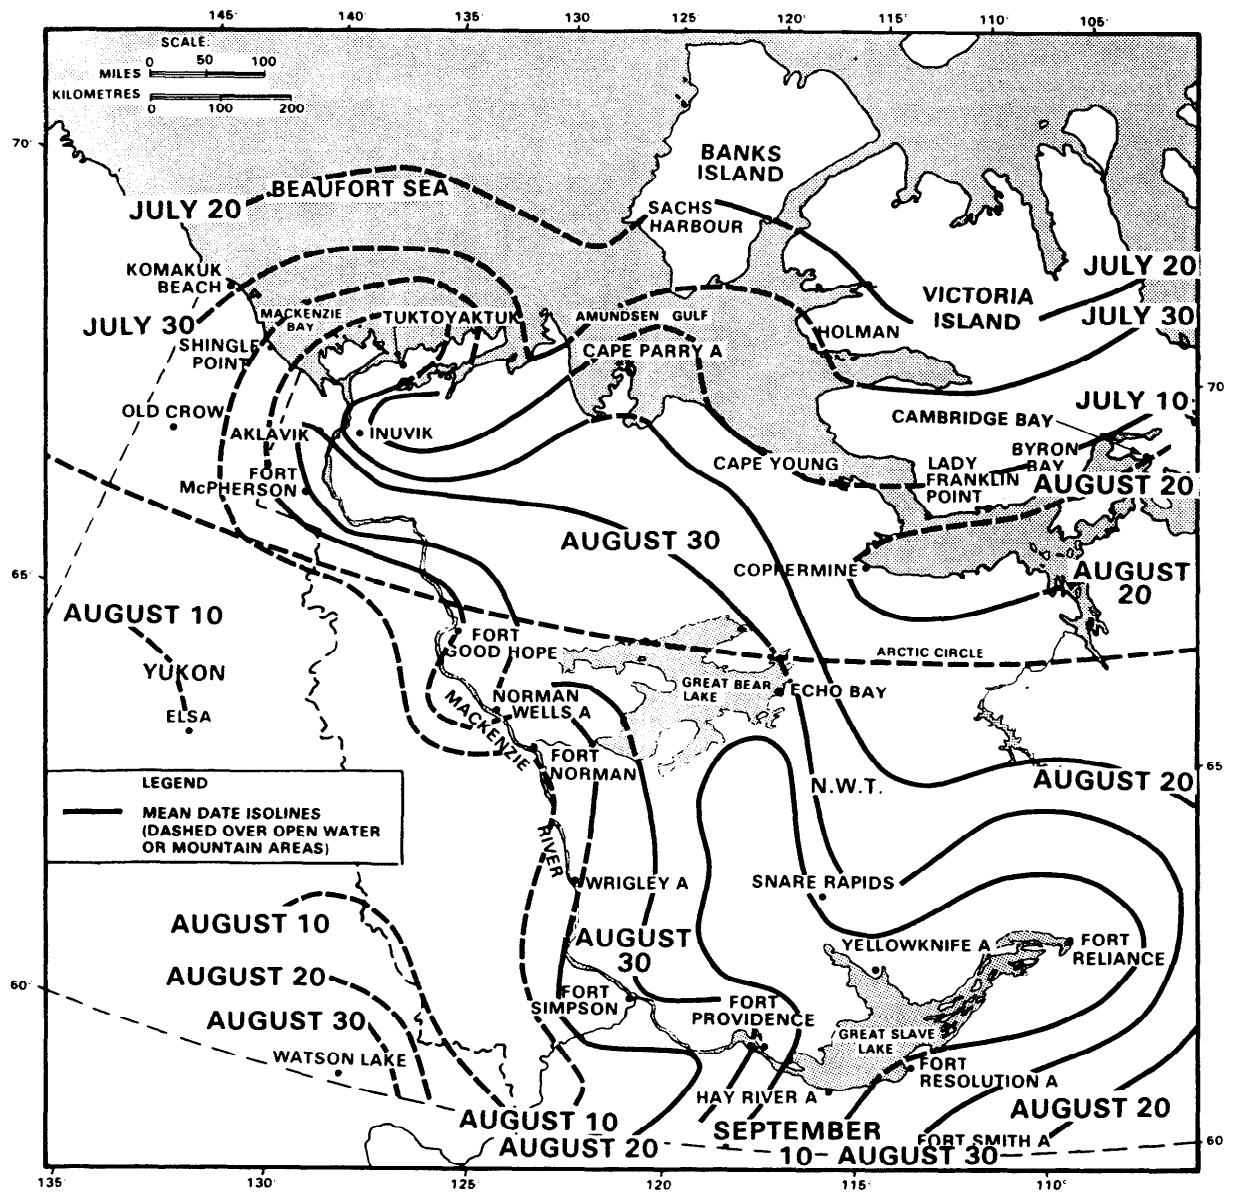 145° 140° 135° 130° 125° 120° 115° 110° 105°
SCALE:
0 50 100
MILES
KILOMETRES
0 100 200
70°
BANKS
ISLAND
BEAUFORT SEA
JULY 20
SACHS
HARBOUR
KOMAKUK
BEACH
JULY 20
VICTORIA
ISLAND
JULY 30
MACKENZIE
BAY
TUKTOYAKTUK
AMUNDSEN GULF
JULY 30
HOLMAN
SHINGLE
POINT
CAPE PARRY A
70
OLD CROW
JULY 10
CAMBRIDGE BAY
AKLAVIK
INUVIK
BYRON
BAY
CAPE YOUNG
LADY
FRANKLIN
POINT
FORT
McPHERSON
AUGUST 20
AUGUST 30
COPPERMINE
65°
AUGUST
20
AUGUST 10
FORT
GOOD HOPE
ARCTIC CIRCLE
YUKON
GREAT BEAR
LAKE
ECHO BAY
ELSA
NORMAN
WELLS A
MACKENZIE
FORT
NORMAN
65
N.W.T.
AUGUST 20
LEGEND
MEAN DATE ISOLINES
(DASHED OVER OPEN WATER
OR MOUNTAIN AREAS)
RIVER
WRIGLEY A
SNARE RAPIDS
AUGUST 10
AUGUST
30
YELLOWKNIFE A
FORT
RELIANCE
AUGUST 20
60°
FORT
SIMPSON
FORT
PROVIDENCE
AUGUST 30
GREAT SLAVE
LAKE
WATSON LAKE
FORT
RESOLUTION A
HAY RIVER A
AUGUST 20
AUGUST 10
SEPTEMBER
10
FORT SMITH A
AUGUST 20
AUGUST 30
60
135° 130° 125 120 115° 110°